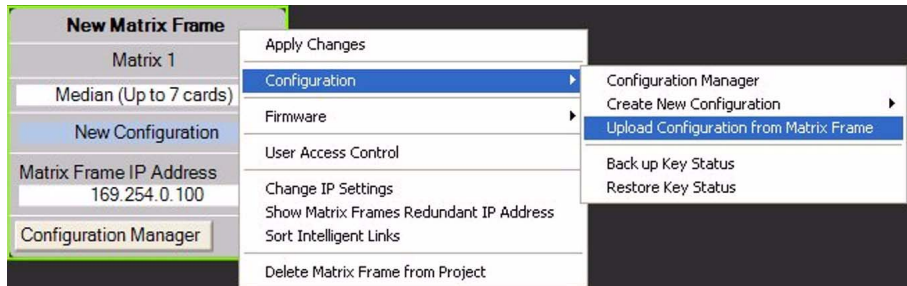 New Matrix Frame
Matrix 1
Median (Up to 7 cards)
New Configuration
Matrix Frame IP Address
169.254.0.100
Configuration Manager
Apply Changes
Configuration
Firmware
User Access Control
Change IP Settings
Show Matrix Frames Redundant IP Address
Sort Intelligent Links
Delete Matrix Frame from Project
Configuration Manager
Create New Configuration
Upload Configuration from Matrix Frame
Back up Key Status
Restore Key Status